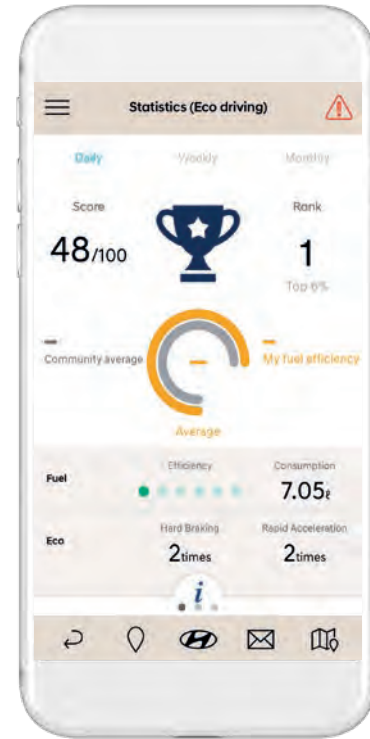 Statistics (Eco driving)
Daily Weekly Monthly
Score Rank
48/100 1
Top 6%
Community average My fuel efficiency
Average
Efficiency Consumption
Fuel 7.05ℓ
Hard Braking Rapid Acceleration
Eco 2times 2times
i